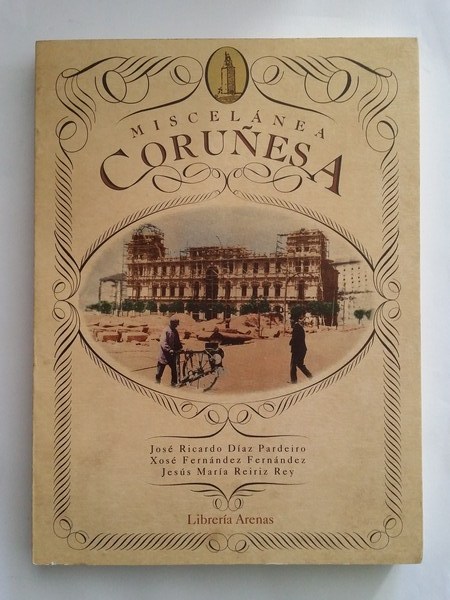 MISCELÁNEA
CORUÑESA
José Ricardo Díaz Pardeiro
Xosé Fernández Fernández
Jesús María Reiriz Rey
Librería Arenas